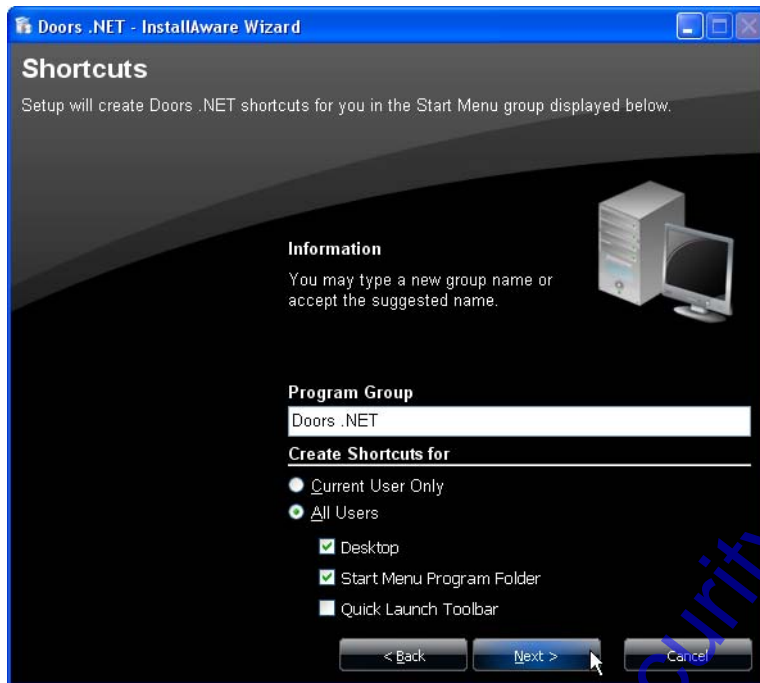 Doors .NET - InstallAware Wizard
Shortcuts
Setup will create Doors .NET shortcuts for you in the Start Menu group displayed below.
Information
You may type a new group name or
accept the suggested name.
Program Group
Doors .NET
Create Shortcuts for
Current User Only
All Users
Desktop
Start Menu Program Folder
Quick Launch Toolbar
< Back
Next >
Cancel